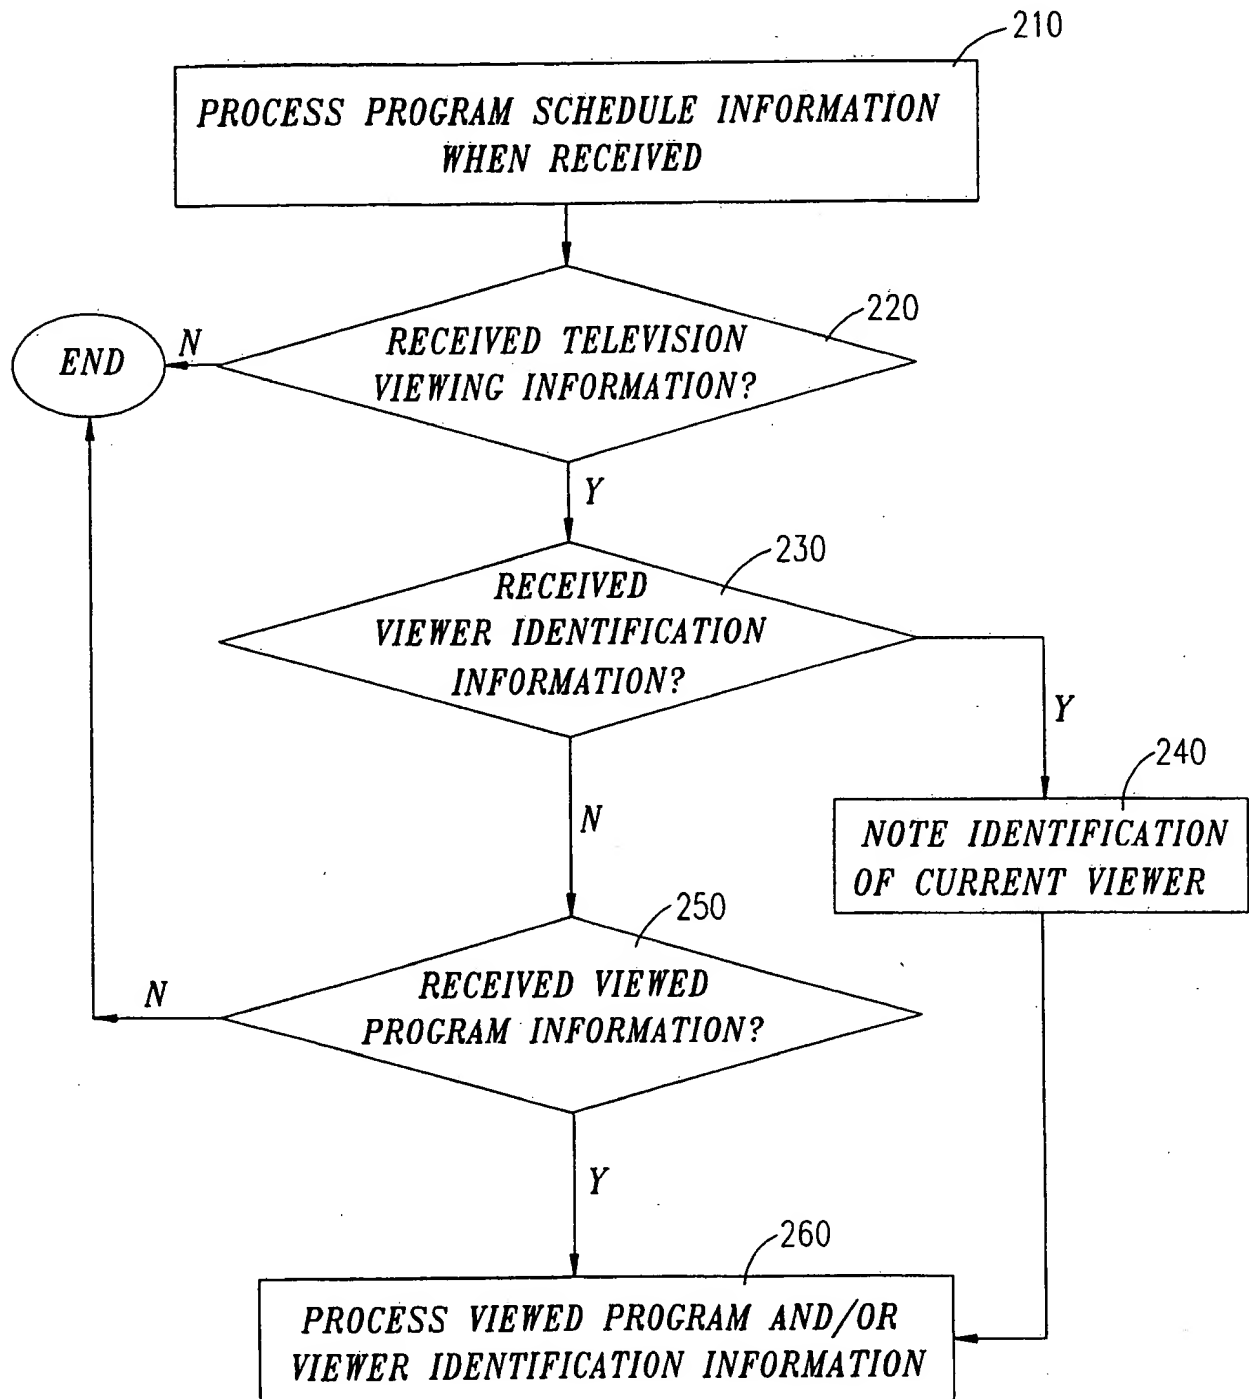 210
PROCESS PROGRAM SCHEDULE INFORMATION
WHEN RECEIVED
220
RECEIVED TELEVISION
VIEWING INFORMATION?
N
END
Y
230
RECEIVED
VIEWER IDENTIFICATION
INFORMATION?
Y
240
NOTE IDENTIFICATION
OF CURRENT VIEWER
N
250
RECEIVED VIEWED
PROGRAM INFORMATION?
N
Y
260
PROCESS VIEWED PROGRAM AND/OR
VIEWER IDENTIFICATION INFORMATION